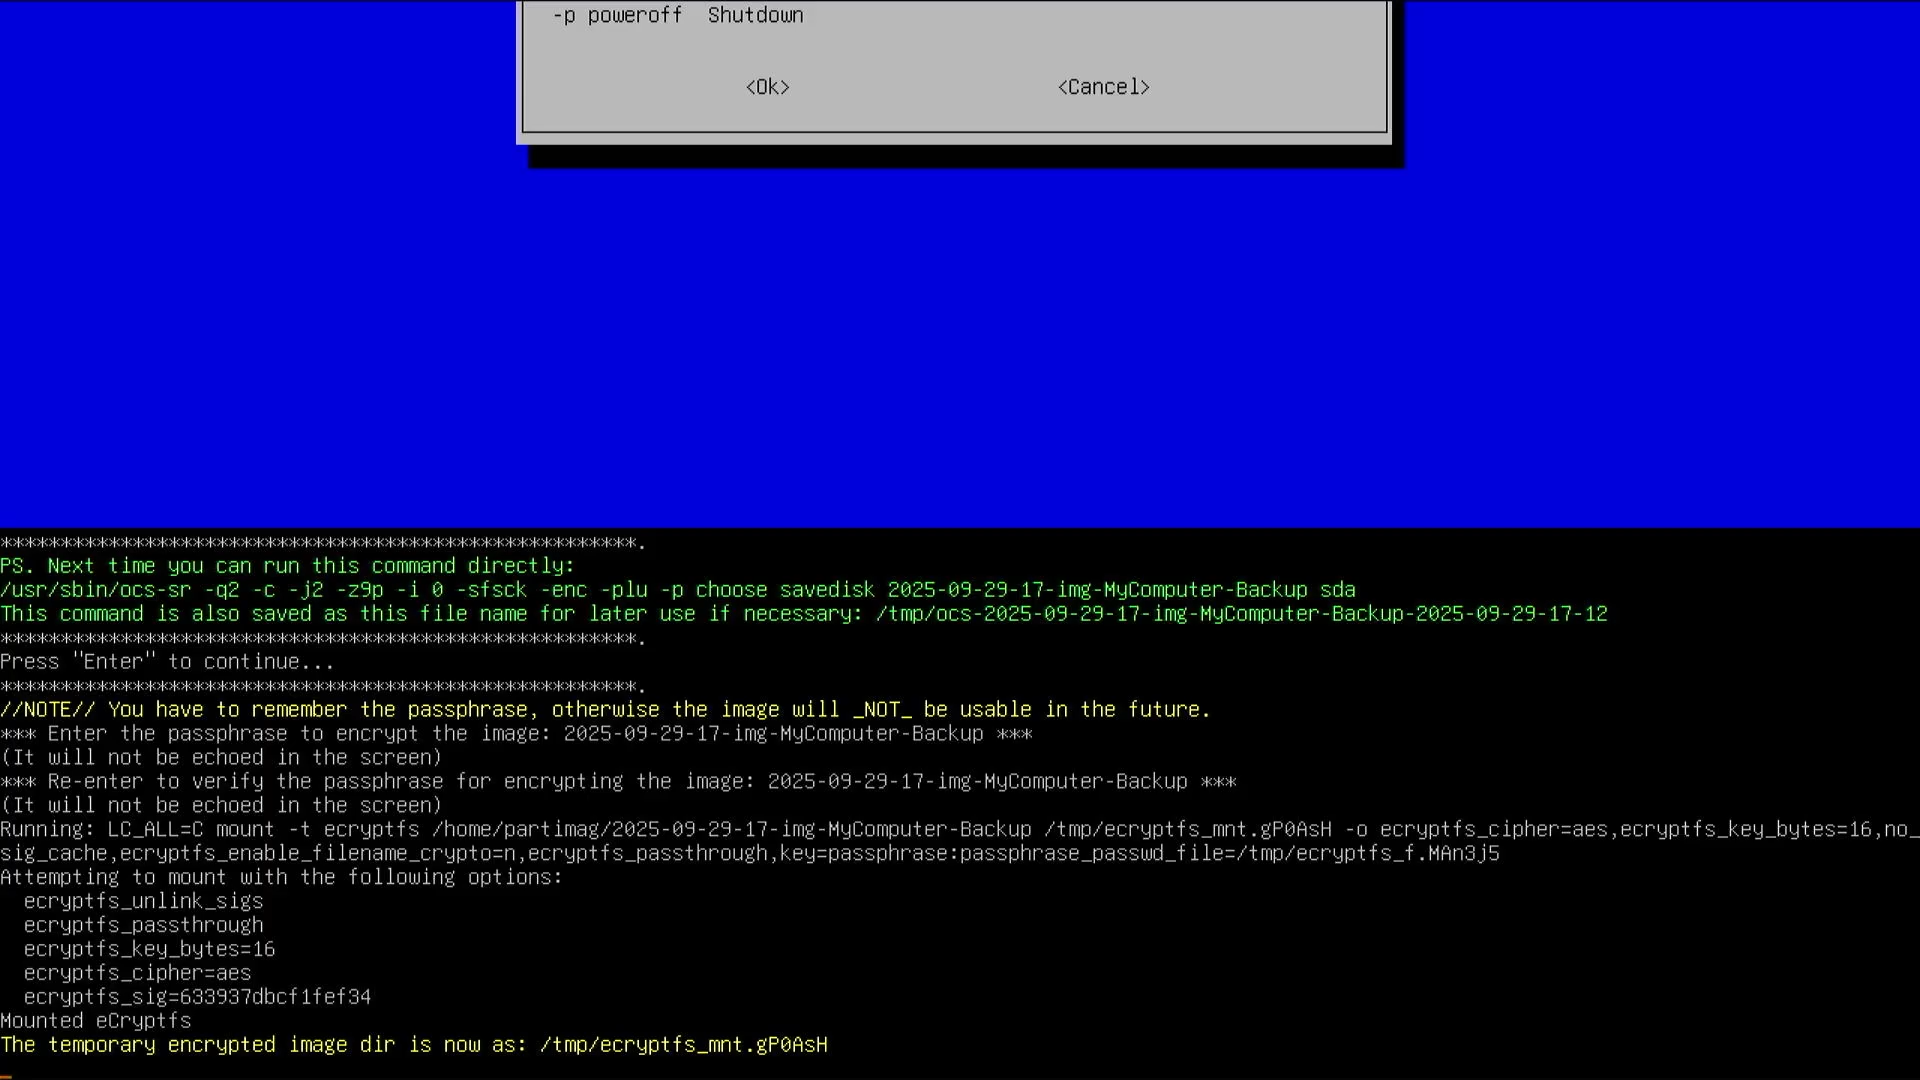 -p poweroff  Shutdown
<Ok>  <Cancel>
*****************************************************.
PS. Next time you can run this command directly:
/usr/sbin/ocs-sr -q2 -c -j2 -z9p -i 0 -sfsck -enc -plu -p choose savedisk 2025-09-29-17-img-MyComputer-Backup sda
This command is also saved as this file name for later use if necessary: /tmp/ocs-2025-09-29-17-img-MyComputer-Backup-2025-09-29-17-12
*****************************************************.
Press "Enter" to continue...
*****************************************************.
//NOTE// You have to remember the passphrase, otherwise the image will _NOT_ be usable in the future.
*** Enter the passphrase to encrypt the image: 2025-09-29-17-img-MyComputer-Backup ***
(It will not be echoed in the screen)
*** Re-enter to verify the passphrase for encrypting the image: 2025-09-29-17-img-MyComputer-Backup ***
(It will not be echoed in the screen)
Running: LC_ALL=C mount -t ecryptfs /home/partimag/2025-09-29-17-img-MyComputer-Backup /tmp/ecryptfs_mnt.gP0AsH -o ecryptfs_cipher=aes,ecryptfs_key_bytes=16,no_
sig_cache,ecryptfs_enable_filename_crypto=n,ecryptfs_passthrough,key=passphrase:passphrase_passwd_file=/tmp/ecryptfs_f.MAn3j5
Attempting to mount with the following options:
  ecryptfs_unlink_sigs
  ecryptfs_passthrough
  ecryptfs_key_bytes=16
  ecryptfs_cipher=aes
  ecryptfs_sig=633937dbcf1fef34
Mounted eCryptfs
The temporary encrypted image dir is now as: /tmp/ecryptfs_mnt.gP0AsH